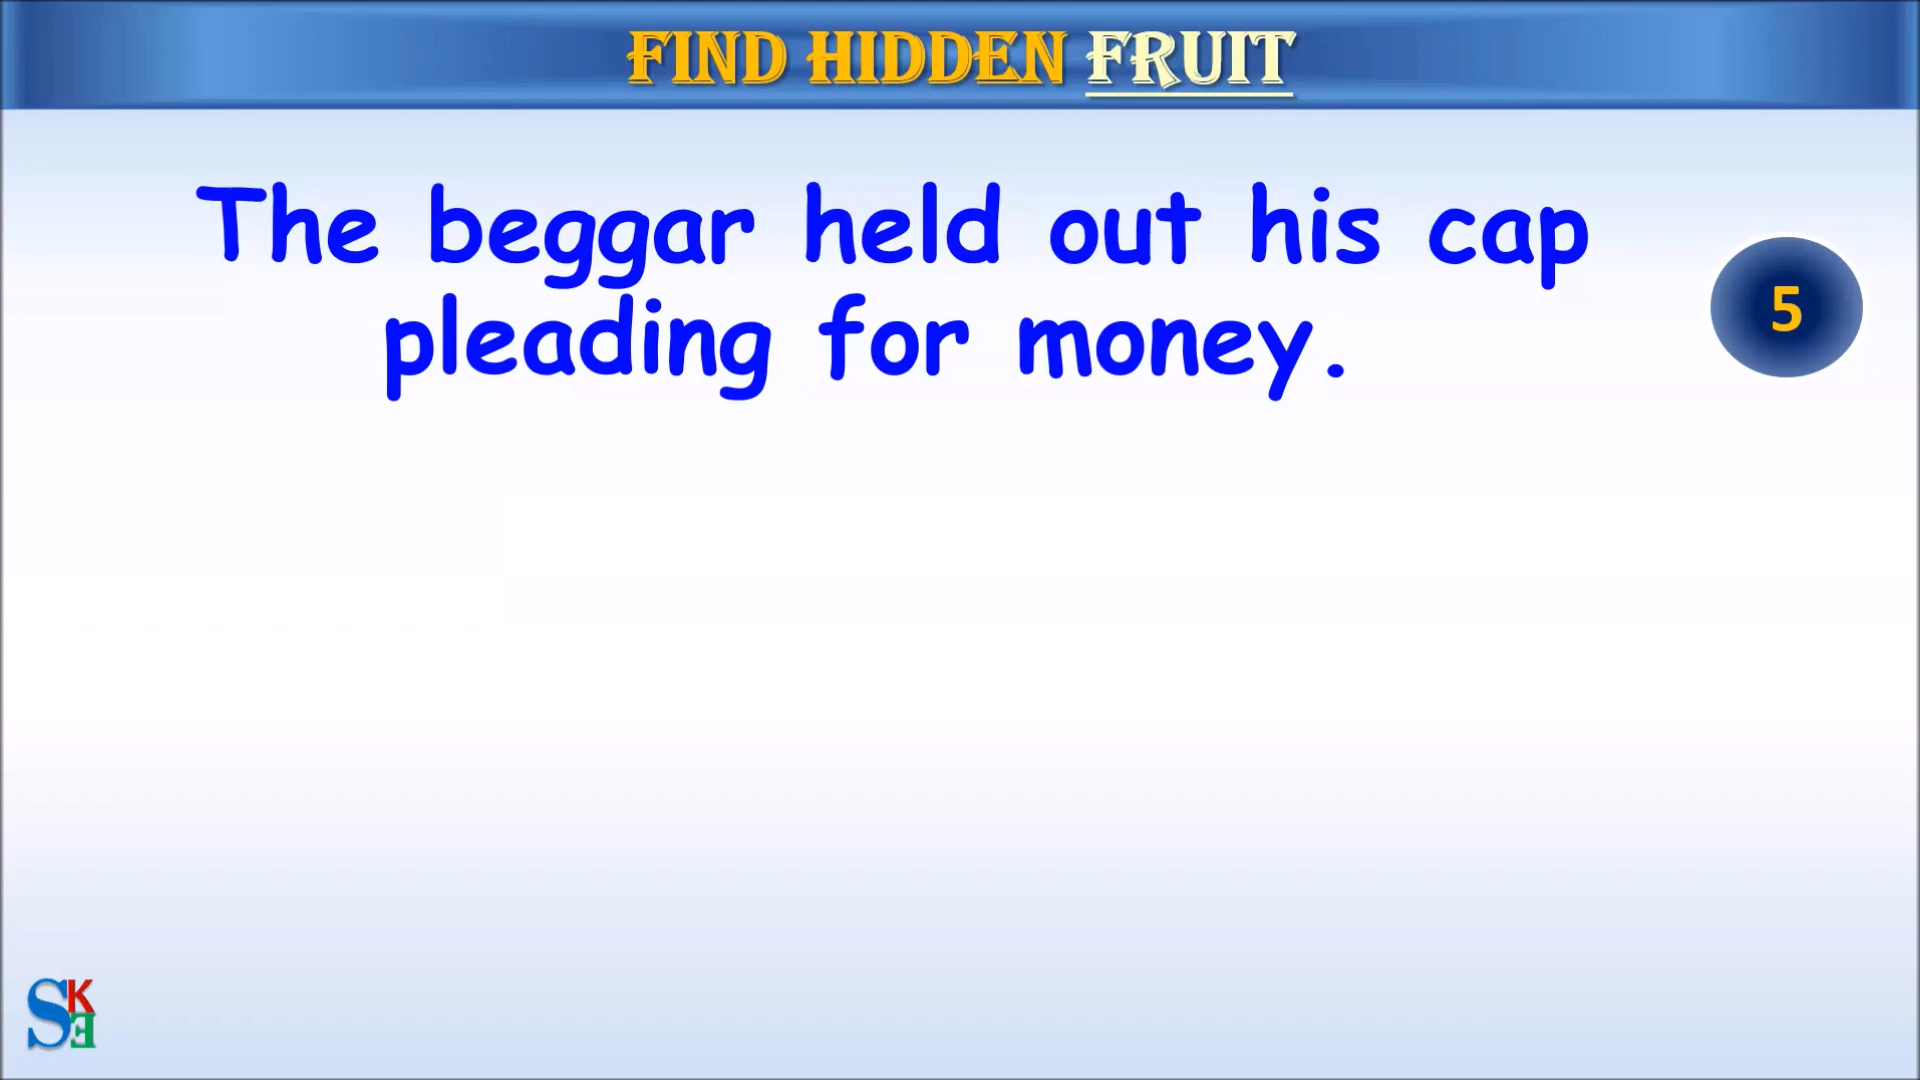 FIND HIDDEN FRUIT
The beggar held out his cap
pleading for money.
5
SKE